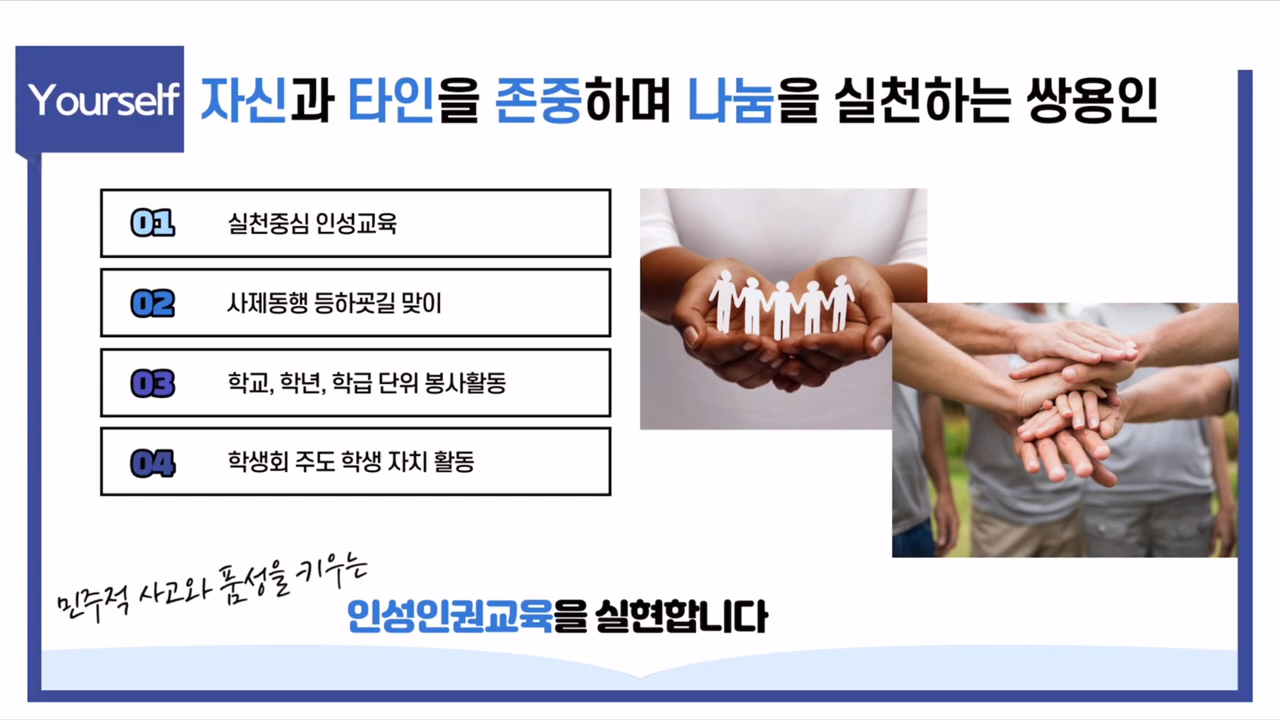 Yourself
자신과 타인을 존중하며 나눔을 실천하는 쌍용인
01 실천중심 인성교육
02 사제동행 등하굣길 맞이
03 학교, 학년, 학급 단위 봉사활동
04 학생회 주도 학생 자치 활동
민주적 사고와 품성을 키우는
인성인권교육을 실현합니다